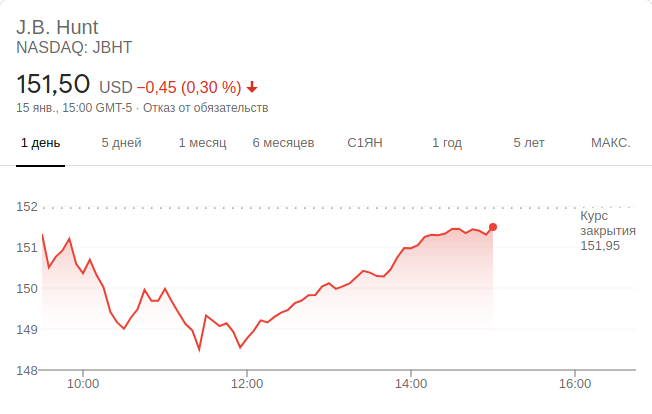 J.B. Hunt
NASDAQ: JBHT
151,50 USD −0,45 (0,30 %)
15 янв., 15:00 GMT-5 · Отказ от обязательств
1 день 5 дней 1 месяц 6 месяцев С1ЯН 1 год 5 лет МАКС.
152
Курс
закрытия
151,95
151
150
149
148
10:00 12:00 14:00 16:00